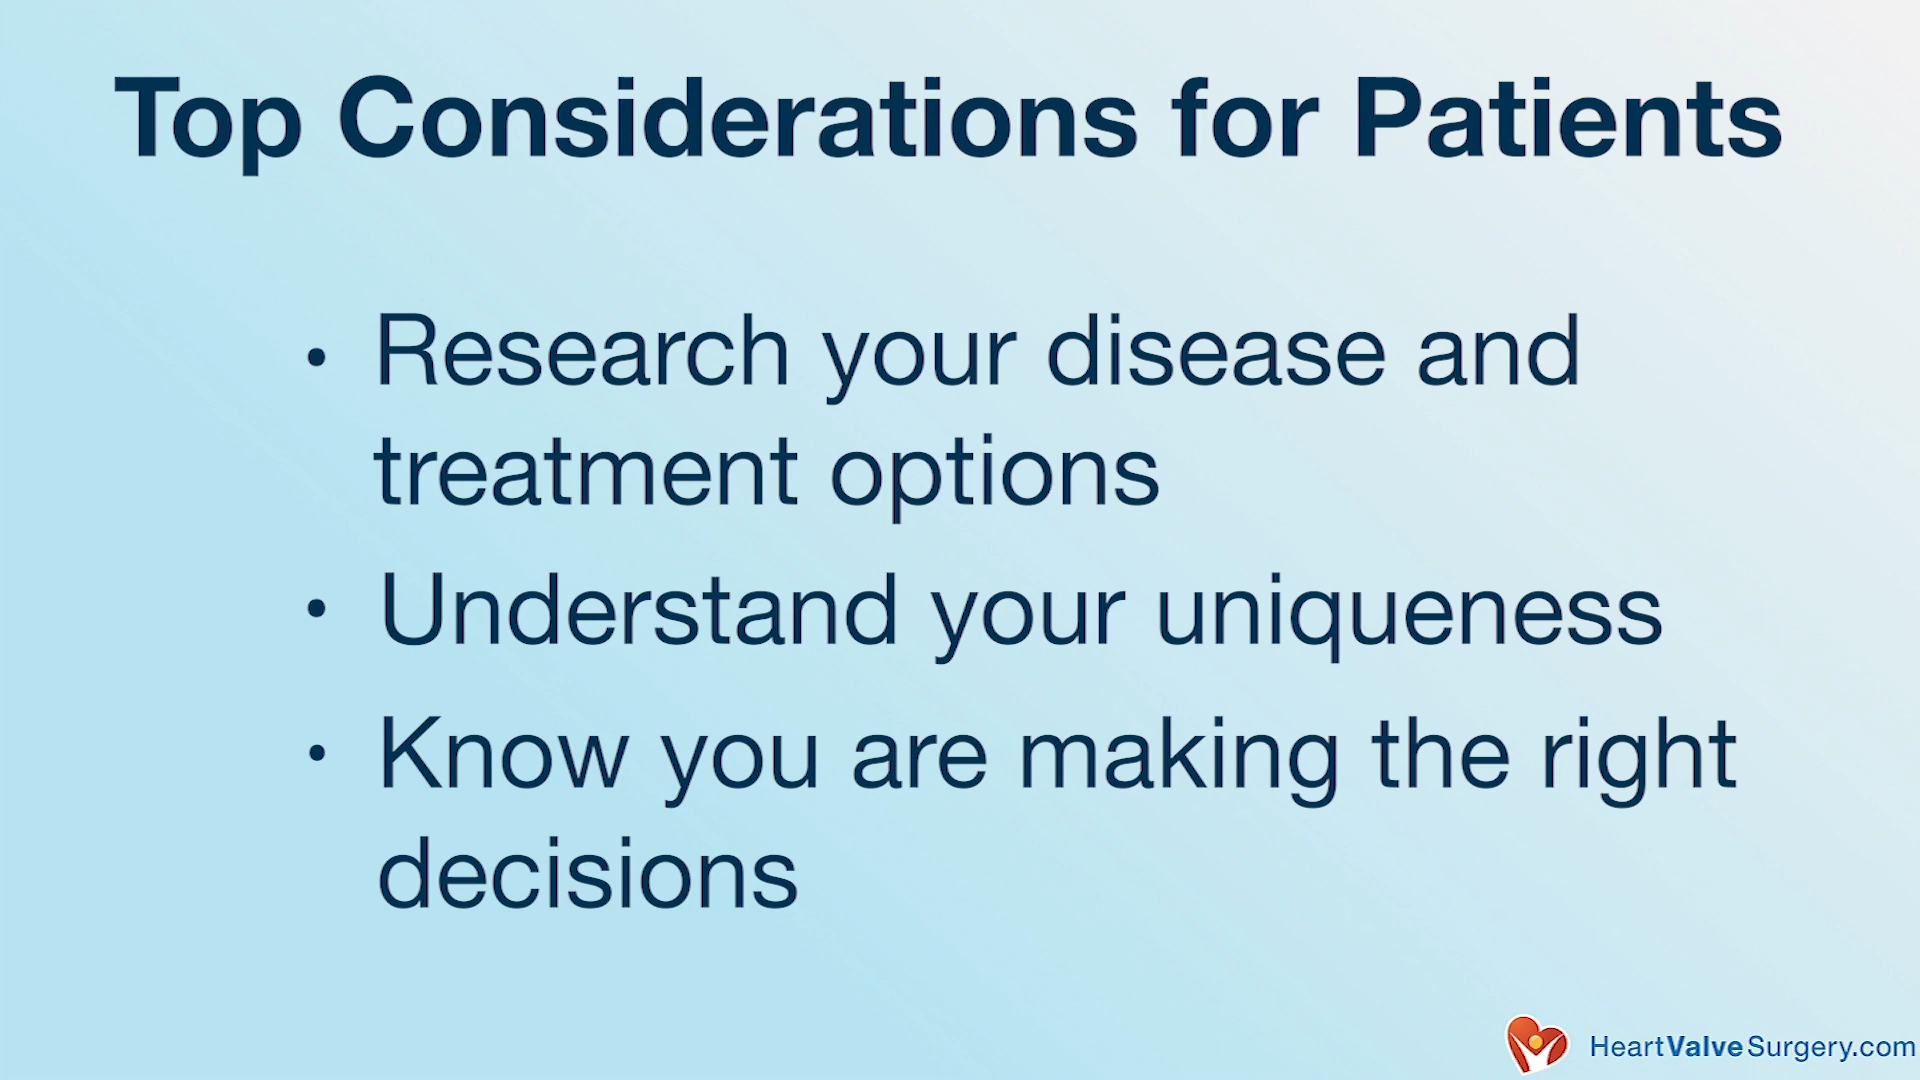 Top Considerations for Patients
• Research your disease and
treatment options
• Understand your uniqueness
• Know you are making the right
decisions
HeartValveSurgery.com